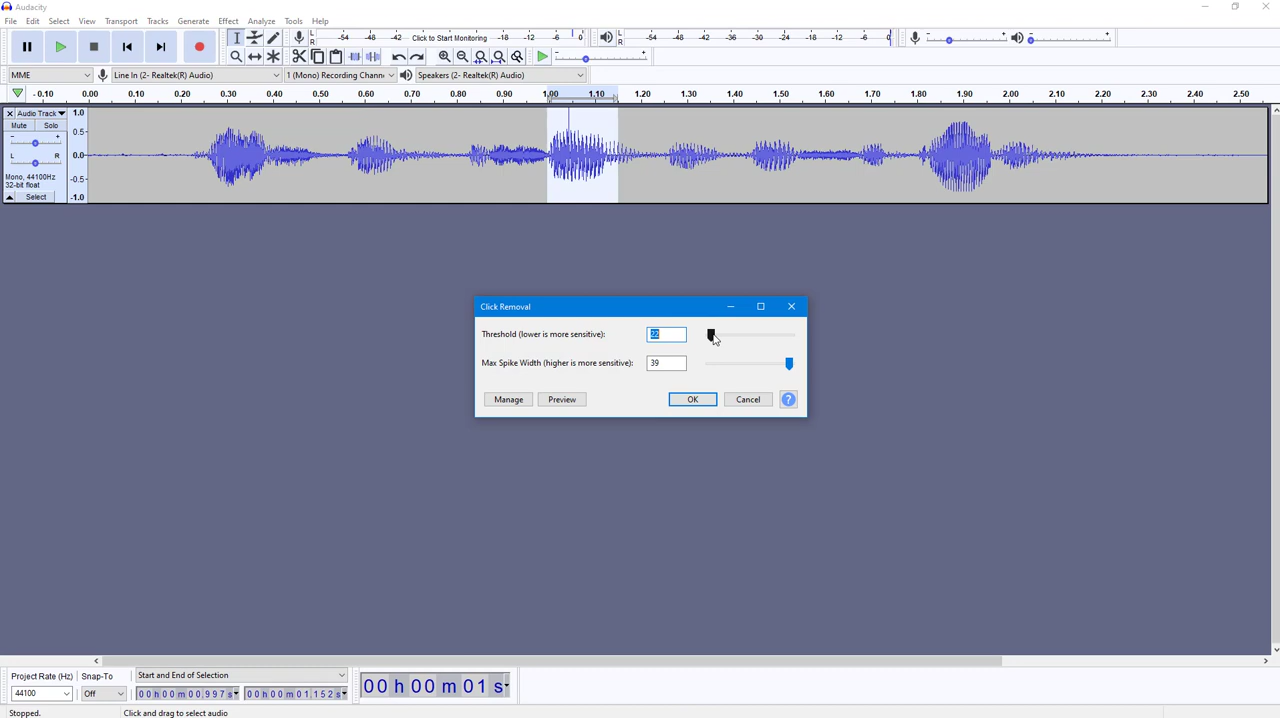 Audacity
File Edit Select View Transport Tracks Generate Effect Analyze Tools Help
L R -54 -48 -42 Click to Start Monitoring -18 -12 -6 0 L R -54 -48 -42 -36 -30 -24 -18 -12 -6 0 - + - +
- +
MME Line In (2- Realtek(R) Audio) 1 (Mono) Recording Chann Speakers (2- Realtek(R) Audio)
-0.10 0.00 0.10 0.20 0.30 0.40 0.50 0.60 0.70 0.80 0.90 1.00 1.10 1.20 1.30 1.40 1.50 1.60 1.70 1.80 1.90 2.00 2.10 2.20 2.30 2.40 2.50
Audio Track 1.0
Mute Solo 0.5
- +
L R 0.0
Mono, 44100Hz
32-bit float -0.5
Select -1.0
Click Removal
Threshold (lower is more sensitive): 22
Max Spike Width (higher is more sensitive): 39
Manage Preview OK Cancel ?
Project Rate (Hz) Snap-To Start and End of Selection
44100 Off 00 h 00 m 00.997 s 00 h 00 m 01.152 s 00 h 00 m 01 s
Stopped. Click and drag to select audio